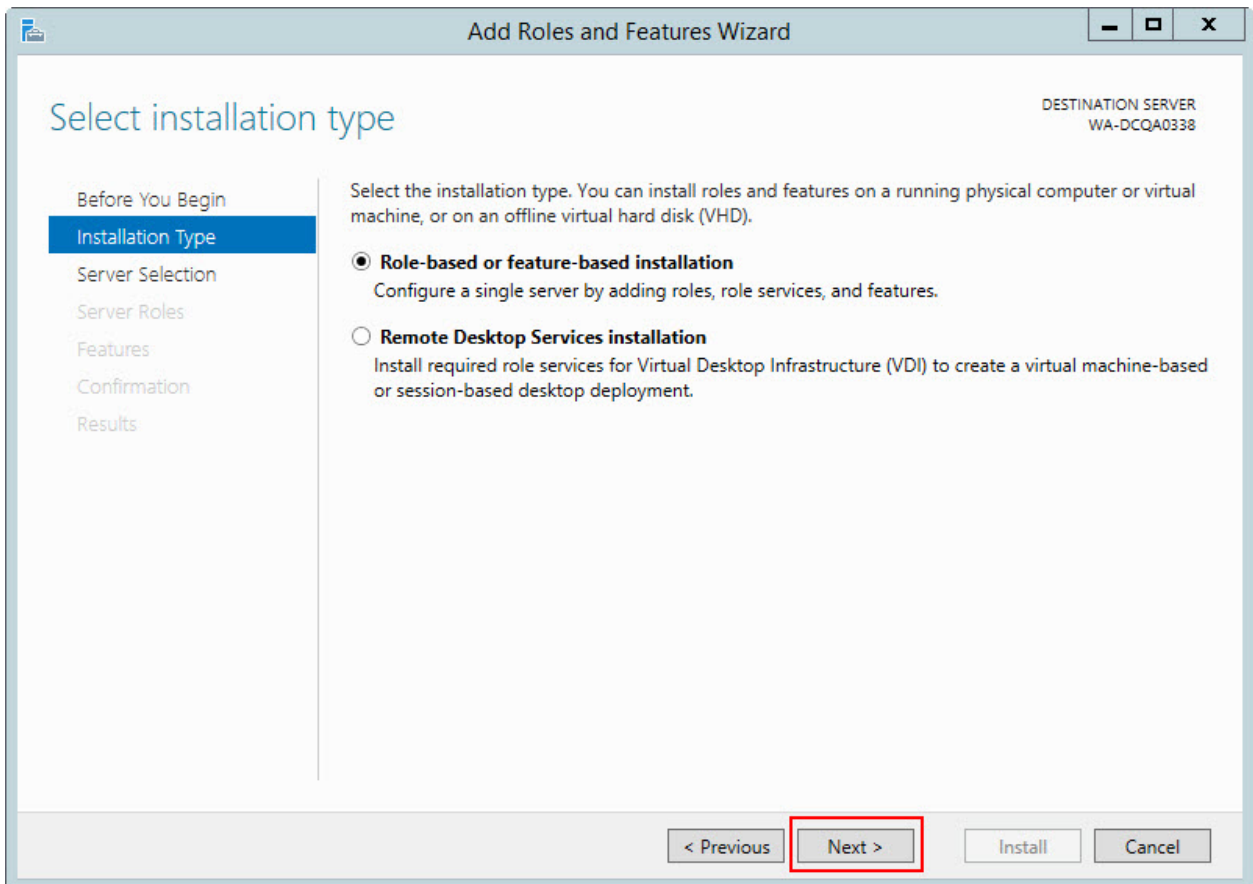 Add Roles and Features Wizard
Select installation type
DESTINATION SERVER
WA-DCQA0338
Before You Begin
Installation Type
Server Selection
Server Roles
Features
Confirmation
Results
Select the installation type. You can install roles and features on a running physical computer or virtual
machine, or on an offline virtual hard disk (VHD).
Role-based or feature-based installation
Configure a single server by adding roles, role services, and features.
Remote Desktop Services installation
Install required role services for Virtual Desktop Infrastructure (VDI) to create a virtual machine-based
or session-based desktop deployment.
< Previous Next > Install Cancel